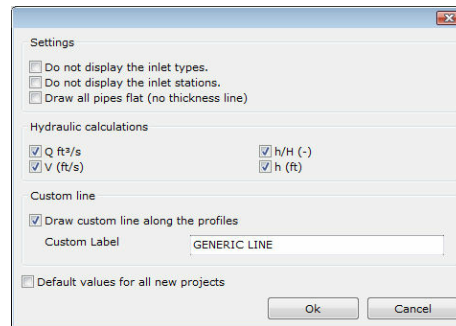 Settings
Do not display the inlet types.
Do not display the inlet stations.
Draw all pipes flat (no thickness line)
Hydraulic calculations
Q ft³/s
h/H (-)
V (ft/s)
h (ft)
Custom line
Draw custom line along the profiles
Custom Label
GENERIC LINE
Default values for all new projects
Ok
Cancel